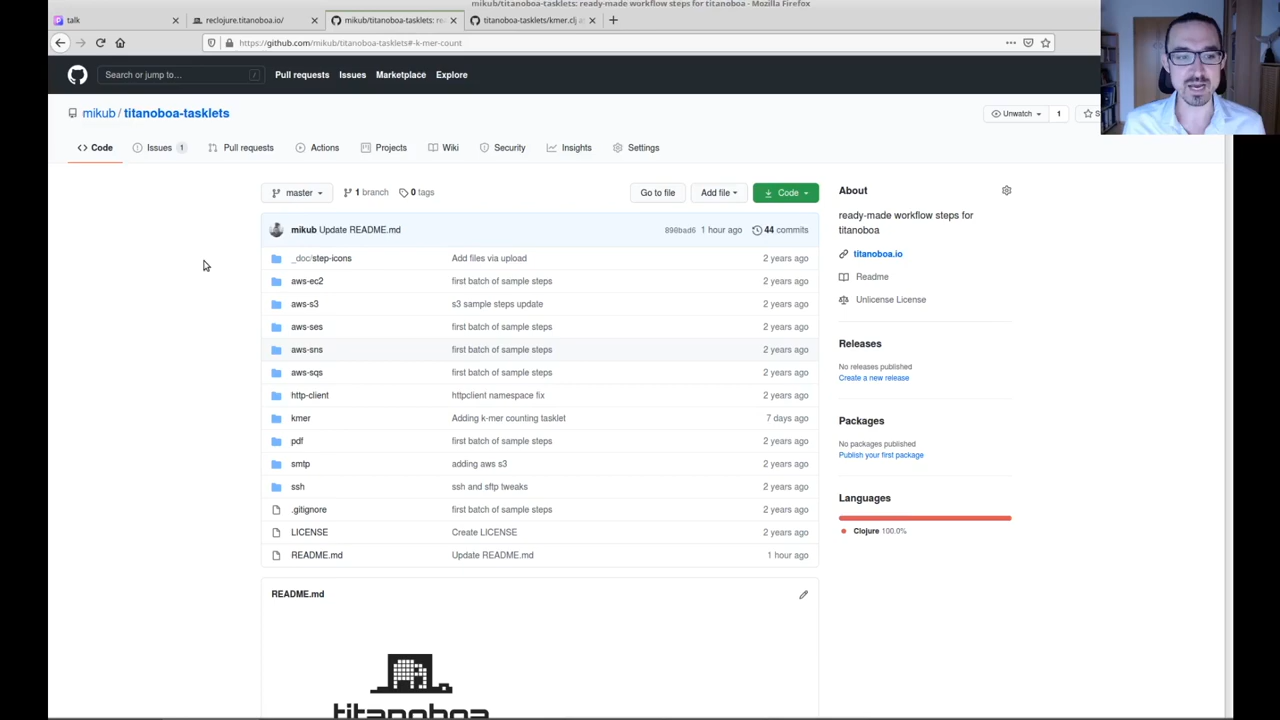 mikub/titanoboa-tasklets: ready-made workflow steps for titanoboa - Mozilla Firefox
talk
reclojure.titanoboa.io/
mikub/titanoboa-tasklets: re
titanoboa-tasklets/kmer.clj a
https://github.com/mikub/titanoboa-tasklets#-k-mer-count
Search or jump to…
/
Pull requests
Issues
Marketplace
Explore
mikub / titanoboa-tasklets
Unwatch
1
Code
Issues 1
Pull requests
Actions
Projects
Wiki
Security
Insights
Settings
master
1 branch
0 tags
Go to file
Add file
Code
mikub Update README.md
898bad6 1 hour ago
44 commits
_doc/step-icons Add files via upload 2 years ago
aws-ec2 first batch of sample steps 2 years ago
aws-s3 s3 sample steps update 2 years ago
aws-ses first batch of sample steps 2 years ago
aws-sns first batch of sample steps 2 years ago
aws-sqs first batch of sample steps 2 years ago
http-client httpclient namespace fix 2 years ago
kmer Adding k-mer counting tasklet 7 days ago
pdf first batch of sample steps 2 years ago
smtp adding aws s3 2 years ago
ssh ssh and sftp tweaks 2 years ago
.gitignore first batch of sample steps 2 years ago
LICENSE Create LICENSE 2 years ago
README.md Update README.md 1 hour ago
README.md
titanoboa
About
ready-made workflow steps for
titanoboa
titanoboa.io
Readme
Unlicense License
Releases
No releases published
Create a new release
Packages
No packages published
Publish your first package
Languages
Clojure 100.0%